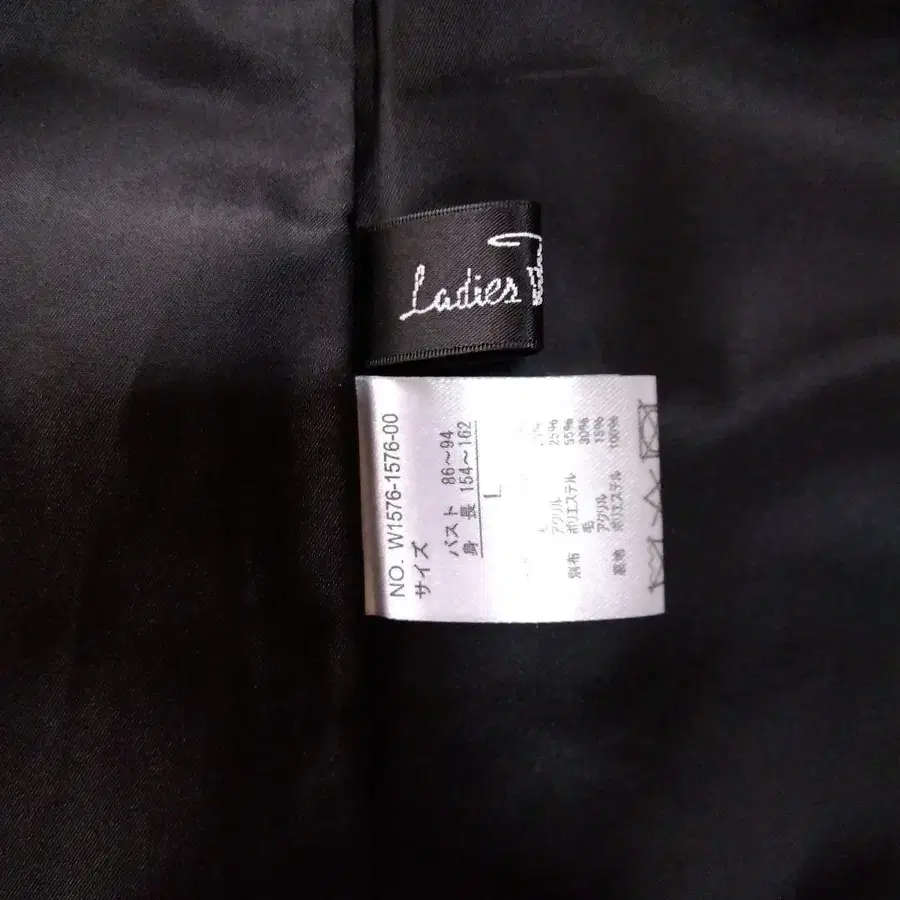 Ladies
NO. W1576-1576-00
サイズ
バスト 86～94
身 長 154～162
L
アクリル 25%
別布 ポリエステル 55%
毛 30%
アクリル 15%
裏地 ポリエステル 100%